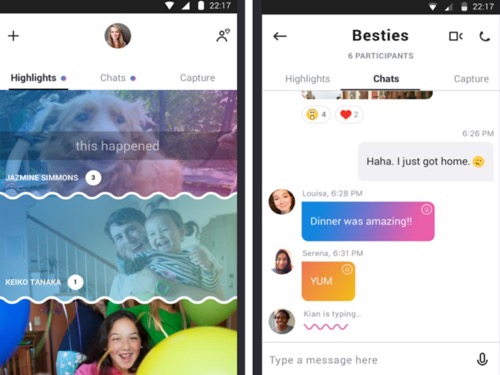 22:17
Highlights
Chats
Capture
this happened
JAZMINE SIMMONS 3
KEIKO TANAKA 1
22:17
Besties
6 PARTICIPANTS
Highlights
Chats
Capture
4
2
6:26 PM
Haha. I just got home.
Louisa, 6:28 PM
Dinner was amazing!!
Serena, 6:31 PM
YUM
Kian is typing...
Type a message here